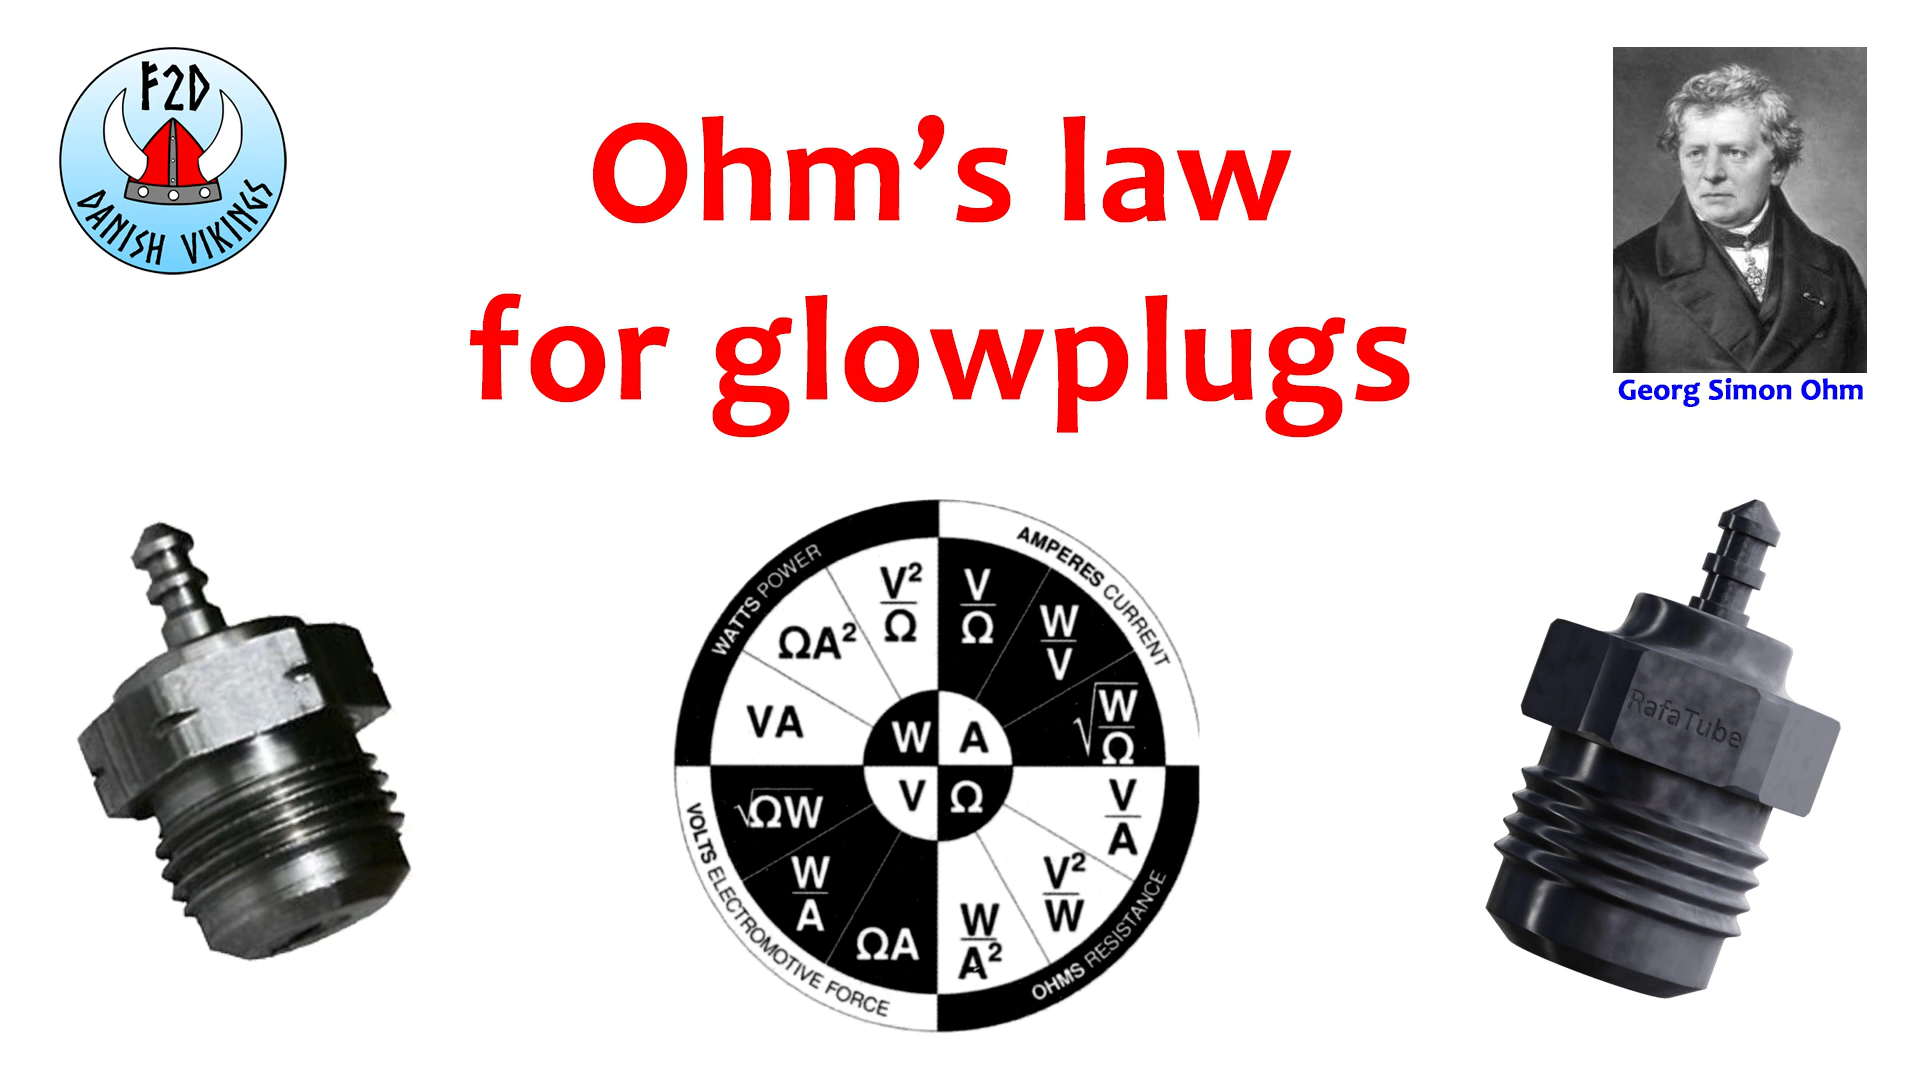 F2D
DANISH VIKINGS
Ohm’s law
for glowplugs
Georg Simon Ohm
WATTS POWER
AMPERES CURRENT
VOLTS ELECTROMOTIVE FORCE
OHMS RESISTANCE
V²/Ω
ΩA²
VA
V/Ω
W/V
√W/Ω
W
A
V
Ω
√ΩW
W/A
ΩA
V/A
V²/W
W/A²
RafaTube